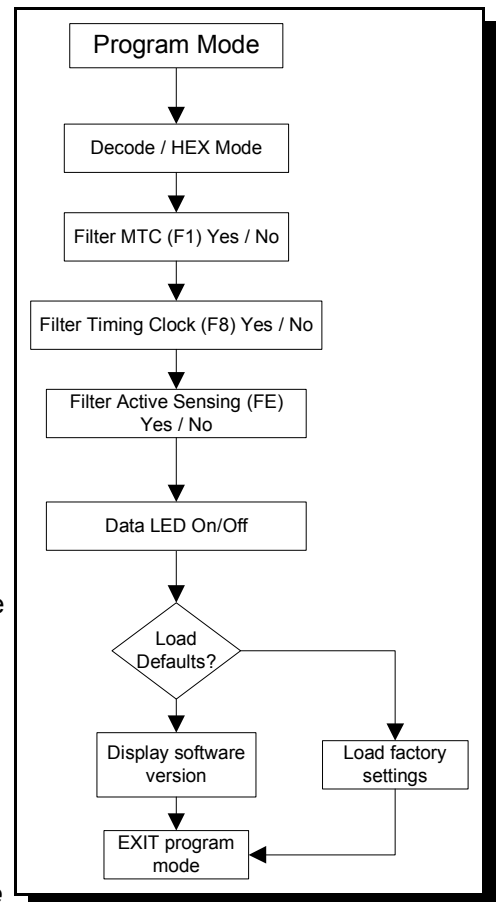 Program Mode
Decode / HEX Mode
Filter MTC (F1) Yes / No
Filter Timing Clock (F8) Yes / No
Filter Active Sensing (FE)
Yes / No
Data LED On/Off
e
Load
Defaults?
Display software
version
Load factory
settings
EXIT program
mode
e